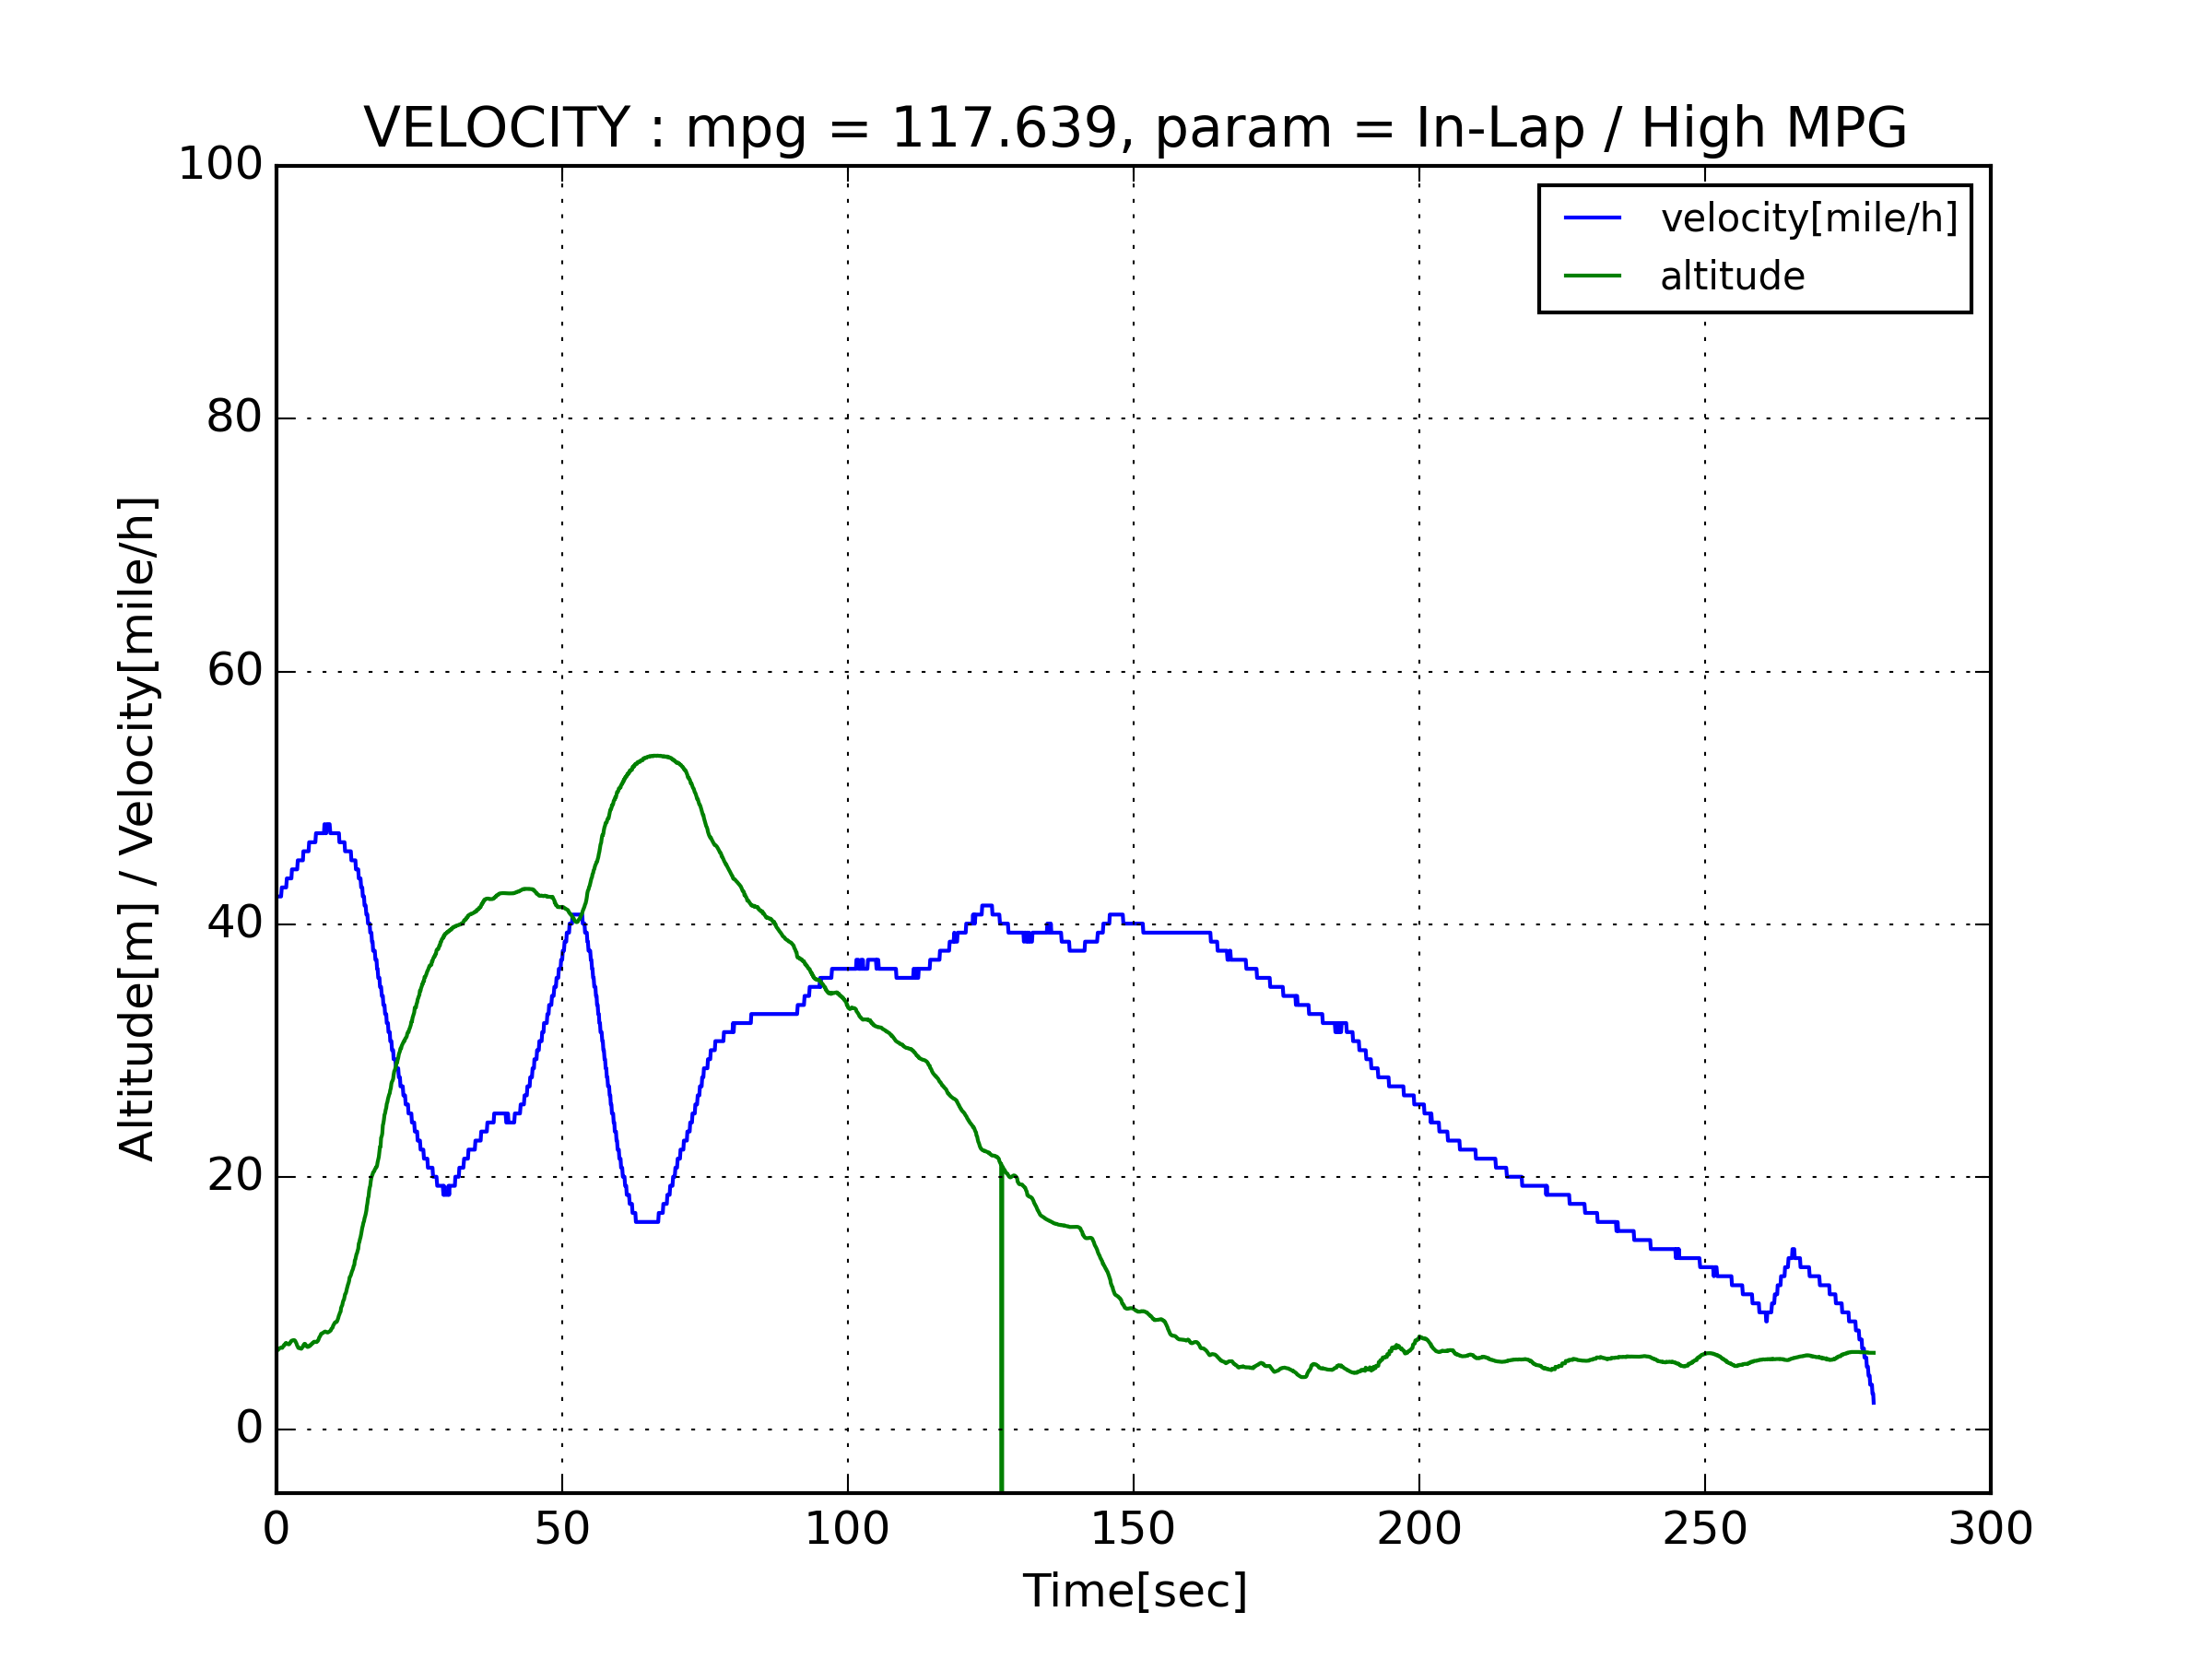 VELOCITY : mpg = 117.639, param = In-Lap / High MPG
velocity[mile/h]
altitude
Altitude[m] / Velocity[mile/h]
100
80
60
40
20
0
0 50 100 150 200 250 300
Time[sec]